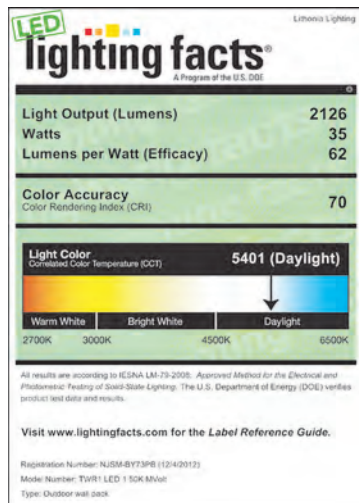 LED
Lithonia Lighting
lighting facts®
A Program of the U.S. DOE
Light Output (Lumens) 2126
Watts 35
Lumens per Watt (Efficacy) 62
Color Accuracy
Color Rendering Index (CRI) 70
Light Color
Correlated Color Temperature (CCT) 5401 (Daylight)
Warm White Bright White Daylight
2700K 3000K 4500K 6500K
All results are according to IESNA LM-79-2008: Approved Method for the Electrical and
Photometric Testing of Solid-State Lighting. The U.S. Department of Energy (DOE) verifies
product test data and results.
Visit www.lightingfacts.com for the Label Reference Guide.
Registration Number: NJSM-BY73PB (12/4/2012)
Model Number: TWR1 LED 1 50K MVolt
Type: Outdoor wall pack